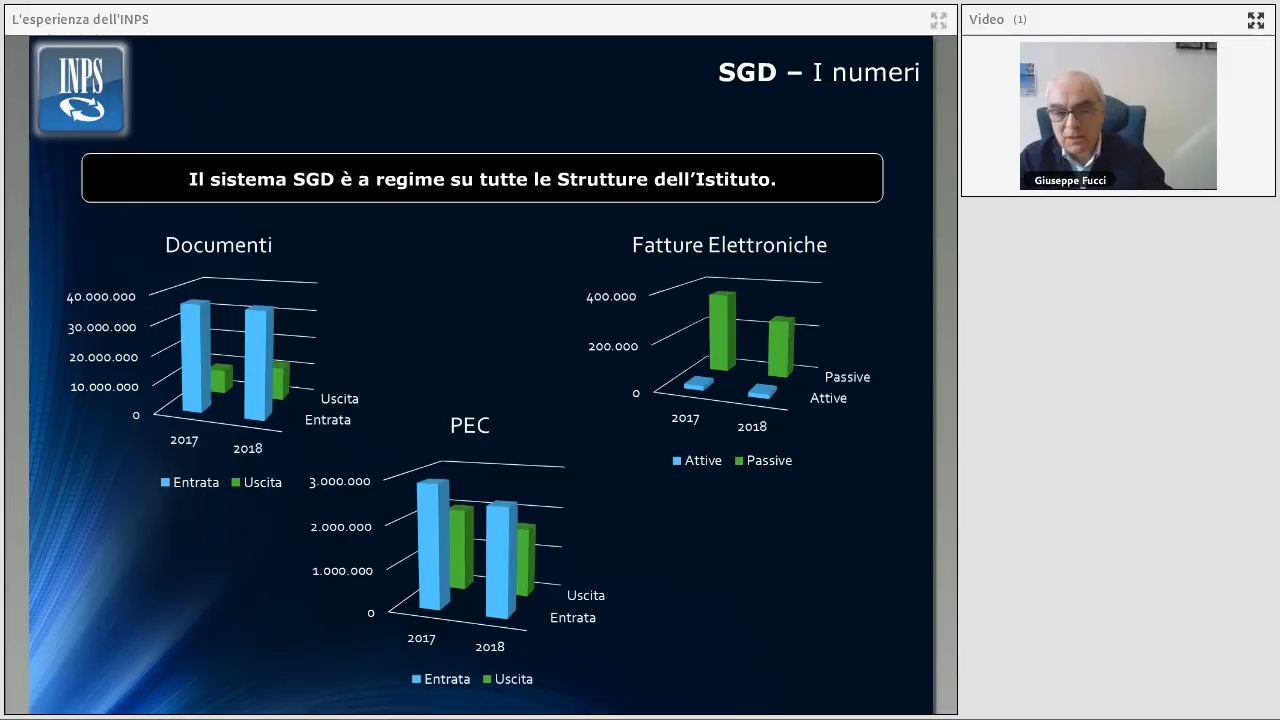 L'esperienza dell'INPS
Video (1)
INPS
SGD – I numeri
Giuseppe Fucci
Il sistema SGD è a regime su tutte le Strutture dell’Istituto.
Documenti
40.000.000
30.000.000
20.000.000
10.000.000
0
2017
2018
Uscita
Entrata
Entrata
Uscita
Fatture Elettroniche
400.000
200.000
0
2017
2018
Passive
Attive
Attive
Passive
PEC
3.000.000
2.000.000
1.000.000
0
2017
2018
Uscita
Entrata
Entrata
Uscita